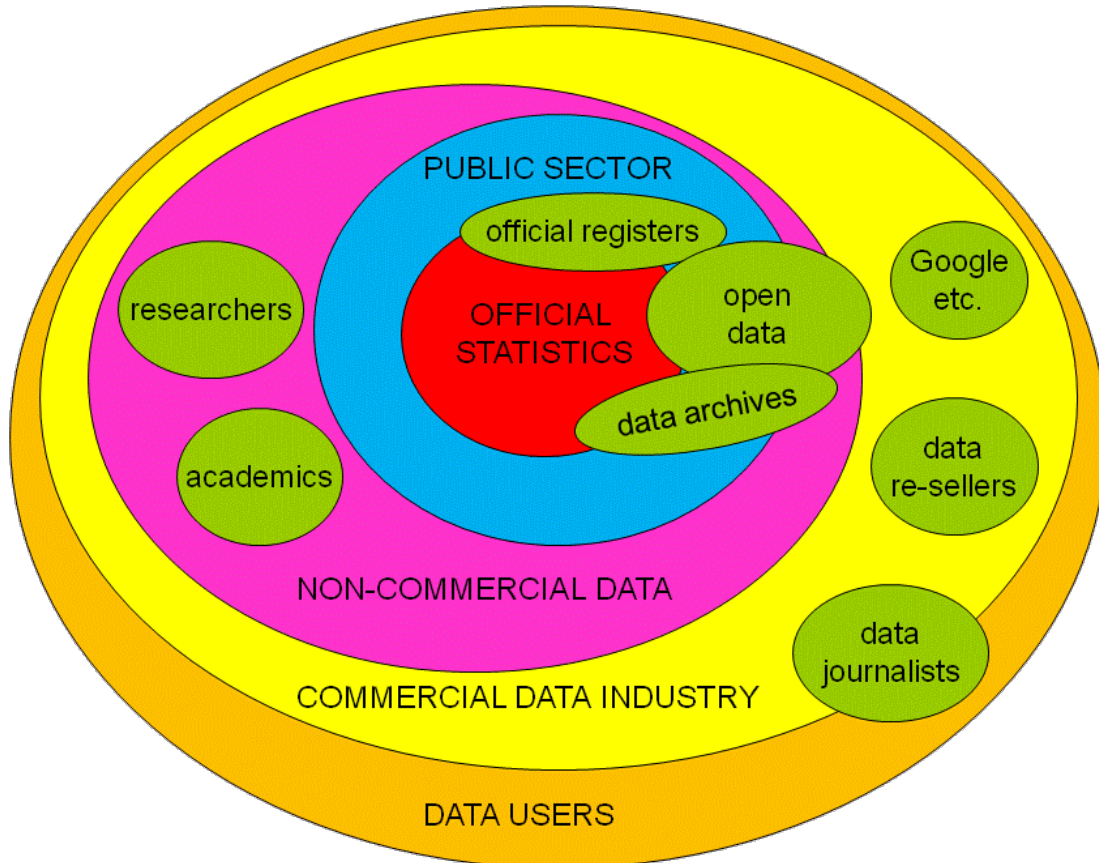 PUBLIC SECTOR
official registers
researchers
Google
etc.
open
data
OFFICIAL
STATISTICS
data archives
academics
data
re-sellers
NON-COMMERCIAL DATA
data
journalists
COMMERCIAL DATA INDUSTRY
DATA USERS